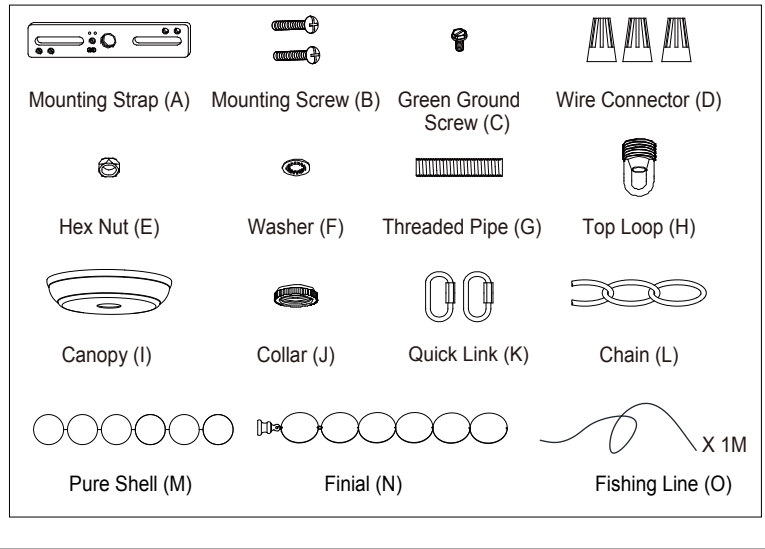 Mounting Strap (A)
Mounting Screw (B)
Green Ground
Screw (C)
Wire Connector (D)
Hex Nut (E)
Washer (F)
Threaded Pipe (G)
Top Loop (H)
Canopy (I)
Collar (J)
Quick Link (K)
Chain (L)
X 1M
Pure Shell (M)
Finial (N)
Fishing Line (O)